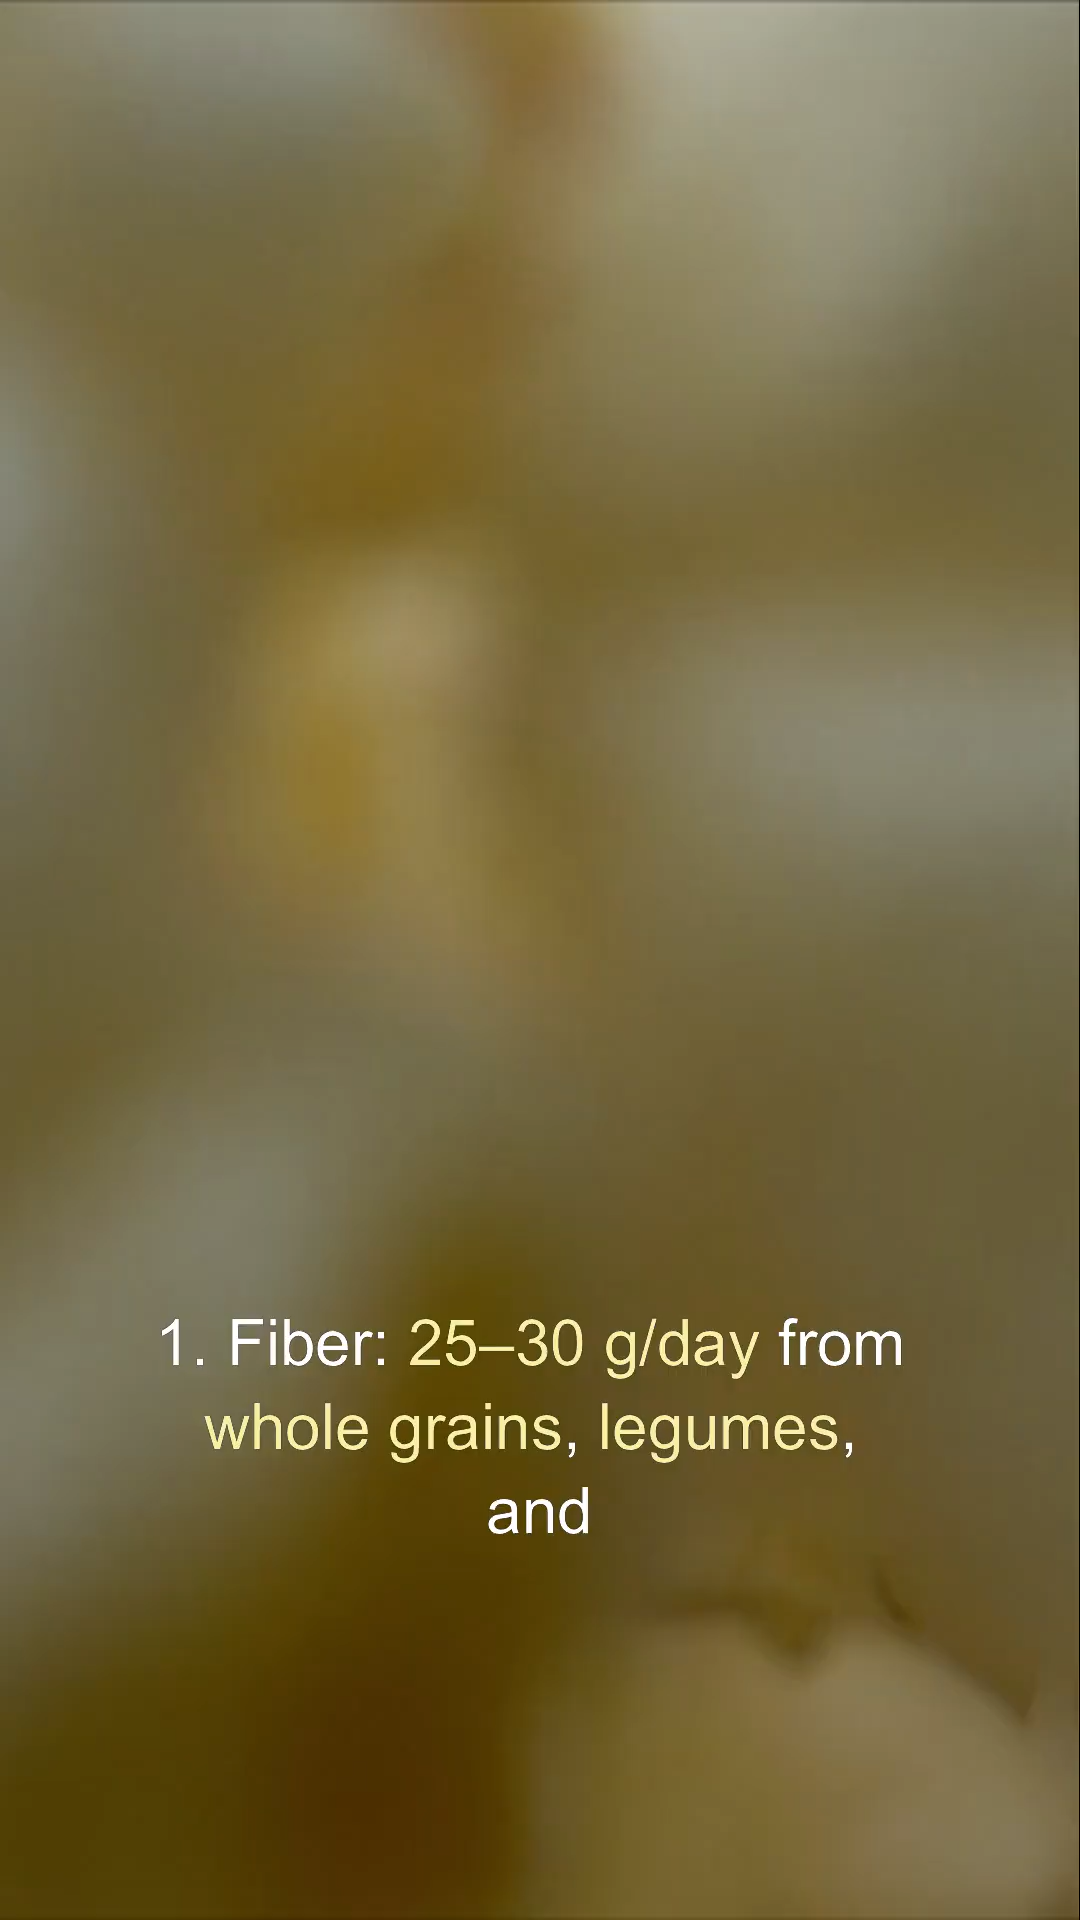 1. Fiber: 25–30 g/day from
whole grains, legumes,
and